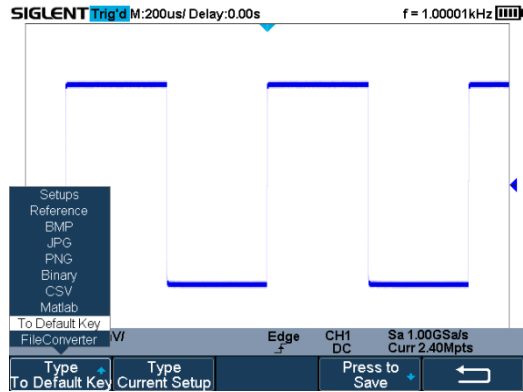 SIGLENT Trig'd M:200us/ Delay:0.00s f = 1.00001kHz
Setups
Reference
BMP
JPG
PNG
Binary
CSV
Matlab
To Default Key
FileConverter V/ Edge CH1 Sa 1.00GSa/s
DC Curr 2.40Mpts
Type Type Press to
To Default Key Current Setup Save